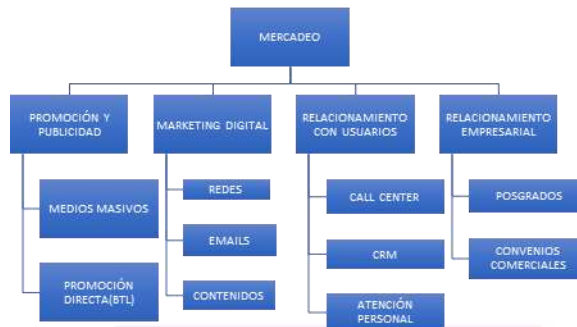 MERCADEO
PROMOCIÓN Y
PUBLICIDAD
MARKETING DIGITAL
RELACIONAMIENTO
CON USUARIOS
RELACIONAMIENTO
EMPRESARIAL
MEDIOS MASIVOS
PROMOCIÓN
DIRECTA(BTL)
REDES
EMAILS
CONTENIDOS
CALL CENTER
CRM
ATENCIÓN
PERSONAL
POSGRADOS
CONVENIOS
COMERCIALES